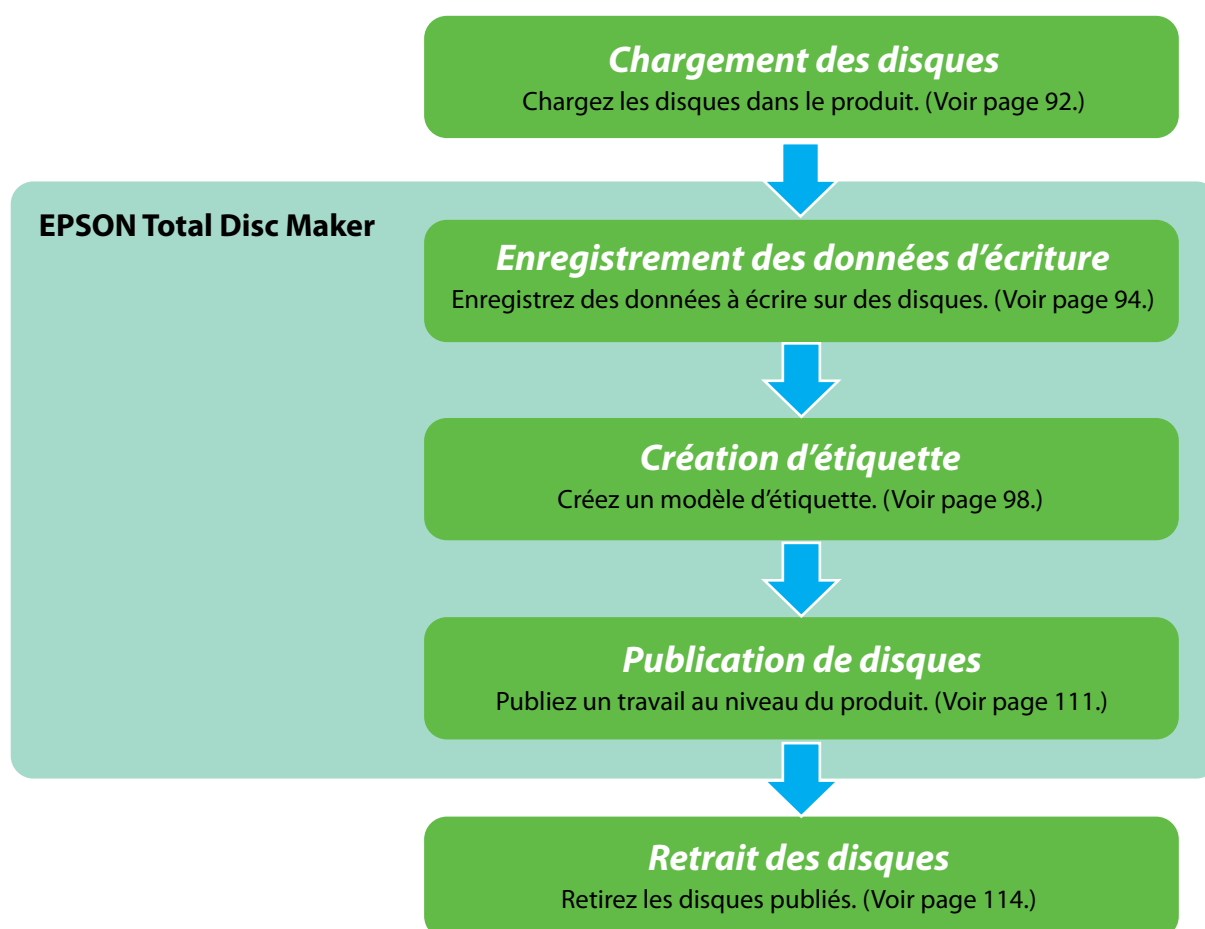 Chargement des disques
Chargez les disques dans le produit. (Voir page 92.)
EPSON Total Disc Maker
Enregistrement des données d’écriture
Enregistrez des données à écrire sur des disques. (Voir page 94.)
Création d’étiquette
Créez un modèle d’étiquette. (Voir page 98.)
Publication de disques
Publiez un travail au niveau du produit. (Voir page 111.)
Retrait des disques
Retirez les disques publiés. (Voir page 114.)